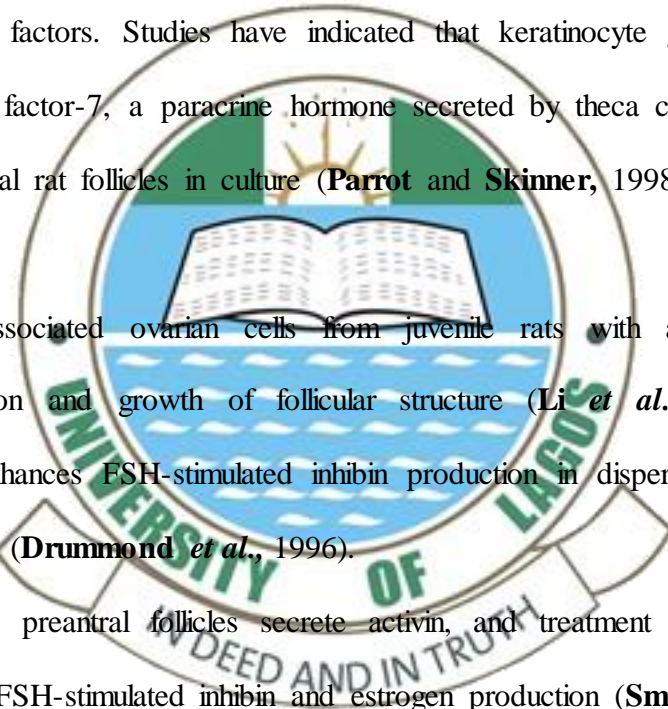 factors. Studies have indicated that keratinocyte
factor-7, a paracrine hormone secreted by theca c
al rat follicles in culture (Parrot and Skinner, 1998
ssociated ovarian cells from juvenile rats with a
on and growth of follicular structure (Li et al.
nhances FSH-stimulated inhibin production in disper
(Drummond et al., 1996).
preantral follicles secrete activin, and treatment
FSH-stimulated inhibin and estrogen production (Sm
UNIVERSITY OF LAGOS
IN DEED AND IN TRUTH